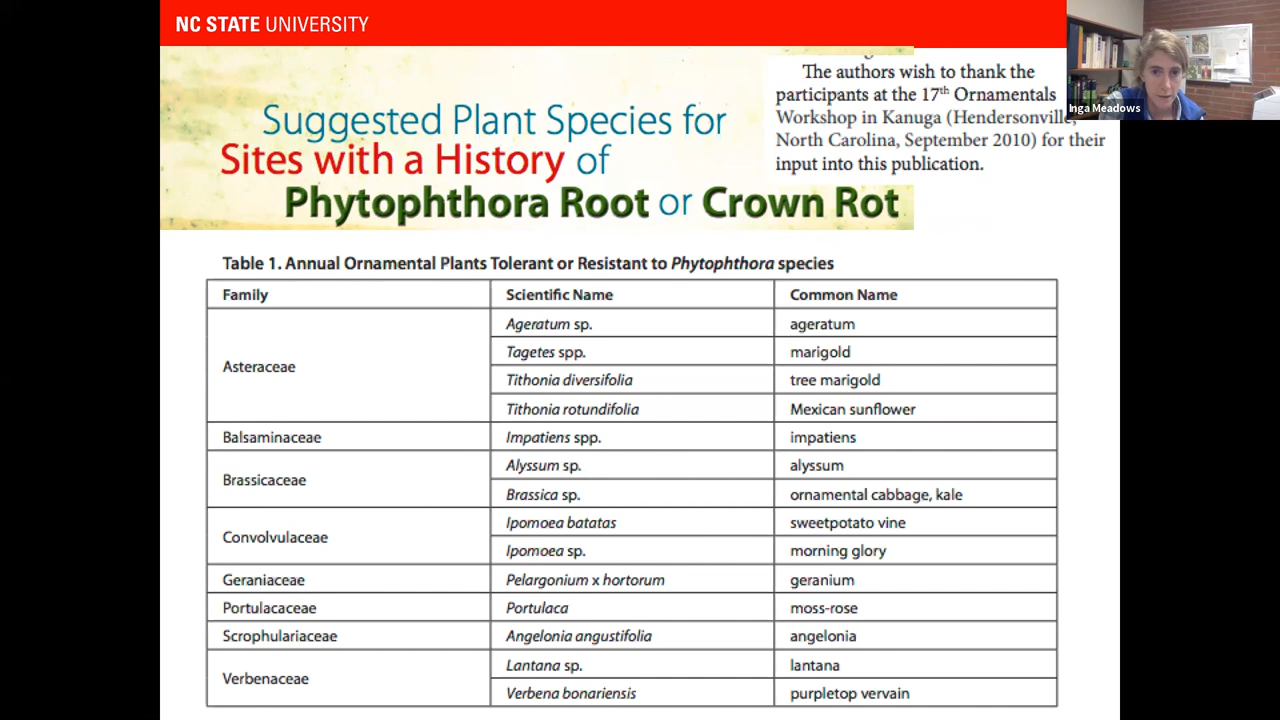 NC STATE UNIVERSITY
The authors wish to thank the
participants at the 17th Ornamentals
Workshop in Kanuga (Hendersonville,
North Carolina, September 2010) for their
input into this publication.
Inga Meadows
Suggested Plant Species for
Sites with a History of
Phytophthora Root or Crown Rot
Table 1. Annual Ornamental Plants Tolerant or Resistant to Phytophthora species
Family Scientific Name Common Name
Asteraceae Ageratum sp. ageratum
Tagetes spp. marigold
Tithonia diversifolia tree marigold
Tithonia rotundifolia Mexican sunflower
Balsaminaceae Impatiens spp. impatiens
Brassicaceae Alyssum sp. alyssum
Brassica sp. ornamental cabbage, kale
Convolvulaceae Ipomoea batatas sweetpotato vine
Ipomoea sp. morning glory
Geraniaceae Pelargonium x hortorum geranium
Portulacaceae Portulaca moss-rose
Scrophulariaceae Angelonia angustifolia angelonia
Verbenaceae Lantana sp. lantana
Verbena bonariensis purpletop vervain